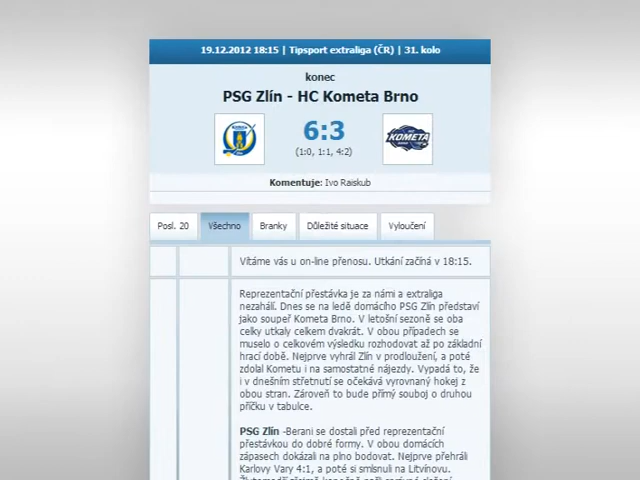 19.12.2012 18:15 | Tipsport extraliga (ČR) | 31. kolo
konec
PSG Zlín - HC Kometa Brno
6:3
(1:0, 1:1, 4:2)
KOMETA
Komentuje: Ivo Raiskub
Posl. 20 Všechno Branky Důležité situace Vyloučení
Vítáme vás u on-line přenosu. Utkání začíná v 18:15.
Reprezentační přestávka je za námi a extraliga
nezahálí. Dnes se na ledě domácího PSG Zlín představí
jako soupeř Kometa Brno. V letošní sezoně se oba
celky utkaly celkem dvakrát. V obou případech se
muselo o celkovém výsledku rozhodovat až po základní
hrací době. Nejprve vyhrál Zlín v prodloužení, a poté
zdolal Kometu i na samostatné nájezdy. Vypadá to, že
i v dnešním střetnutí se očekává vyrovnaný hokej z
obou stran. Zároveň to bude přímý souboj o druhou
příčku v tabulce.
PSG Zlín -Berani se dostali před reprezentační
přestávkou do dobré formy. V obou domácích
zápasech dokázali na plno bodovat. Nejprve přehráli
Karlovy Vary 4:1, a poté si smlsnuli na Litvínovu.